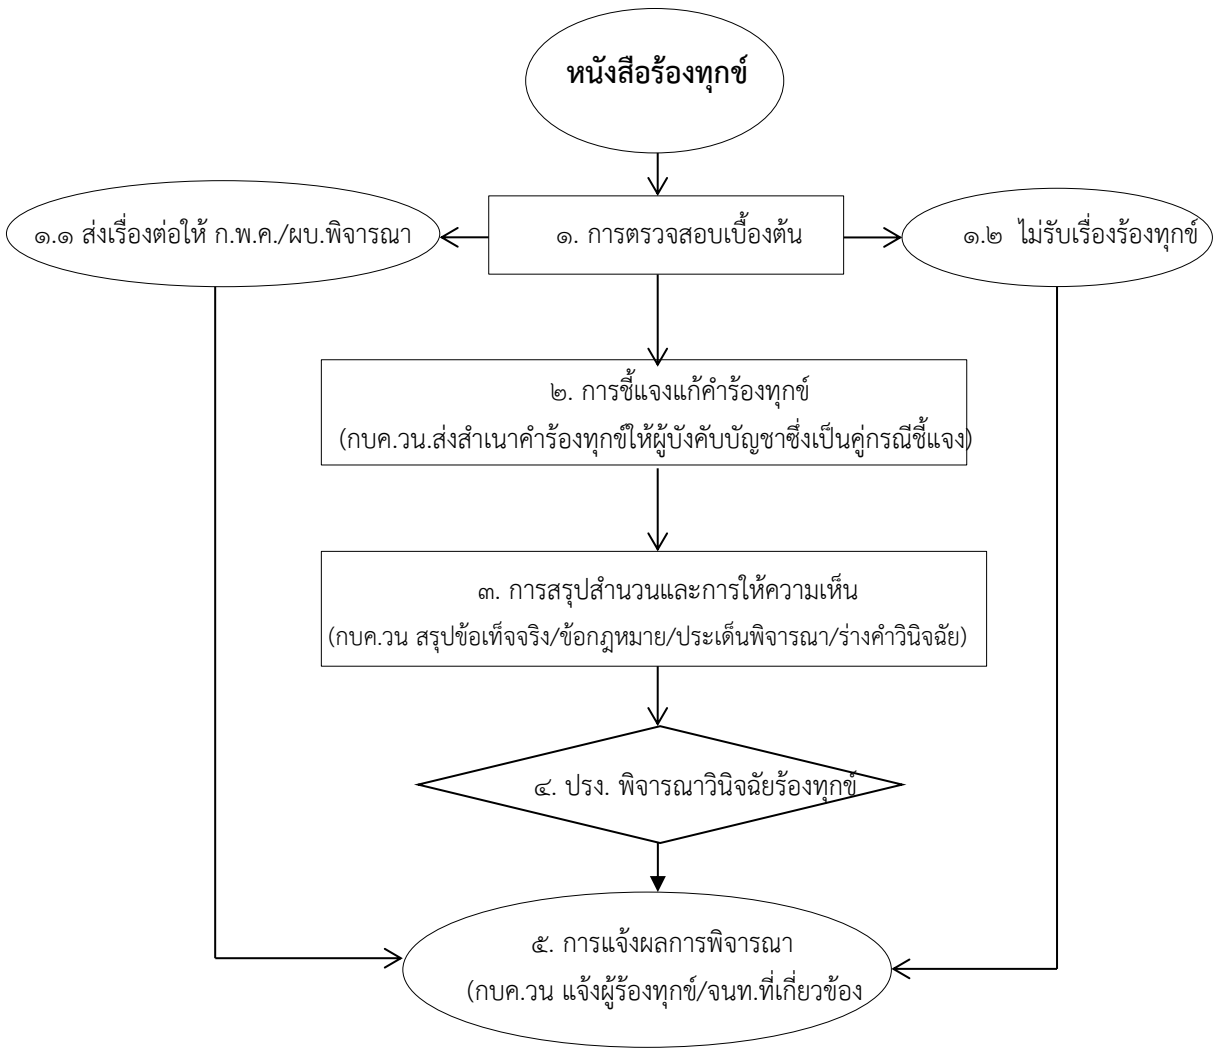 หนังสือร้องทุกข์
๑.๑ ส่งเรื่องต่อให้ ก.พ.ค./ผบ.พิจารณา
๑. การตรวจสอบเบื้องต้น
๑.๒ ไม่รับเรื่องร้องทุกข์
๒. การชี้แจงแก้คำร้องทุกข์
(กบค.วน.ส่งสำเนาคำร้องทุกข์ให้ผู้บังคับบัญชาซึ่งเป็นคู่กรณีชี้แจง)
๓. การสรุปสำนวนและการให้ความเห็น
(กบค.วน สรุปข้อเท็จจริง/ข้อกฎหมาย/ประเด็นพิจารณา/ร่างคำวินิจฉัย)
๔. ปรง. พิจารณาวินิจฉัยร้องทุกข์
๕. การแจ้งผลการพิจารณา
(กบค.วน แจ้งผู้ร้องทุกข์/จนท.ที่เกี่ยวข้อง